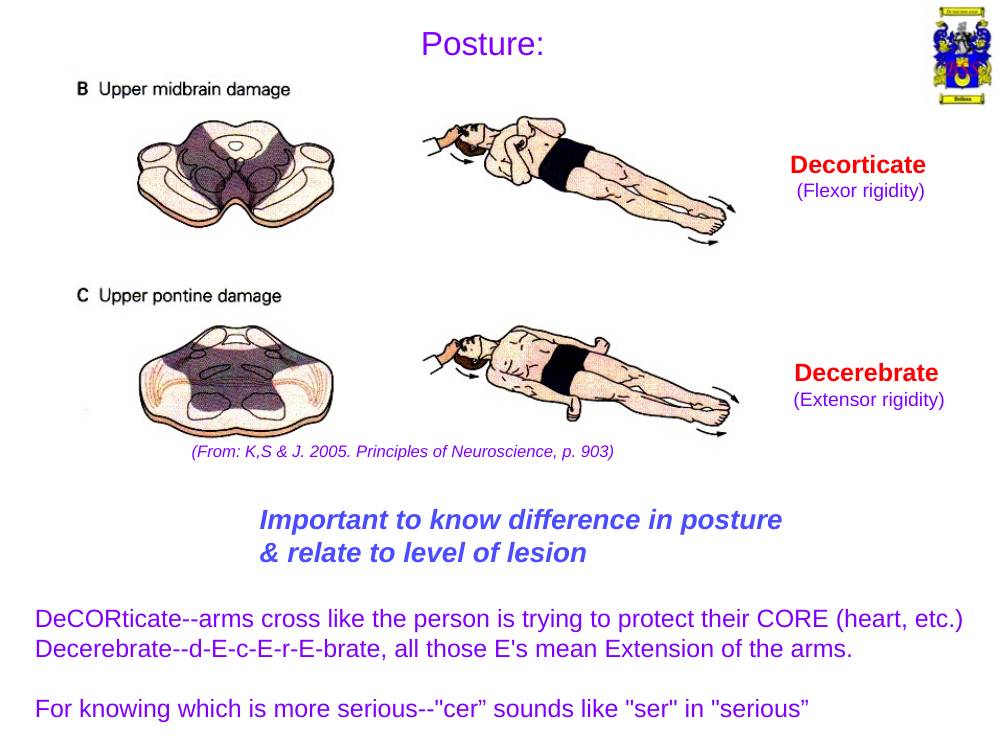 Posture:
B Upper midbrain damage
Decorticate
(Flexor rigidity)
C Upper pontine damage
Decerebrate
(Extensor rigidity)
(From: K,S & J. 2005. Principles of Neuroscience, p. 903)
Important to know difference in posture
& relate to level of lesion
DeCORticate--arms cross like the person is trying to protect their CORE (heart, etc.)
Decerebrate--d-E-c-E-r-E-brate, all those E's mean Extension of the arms.
For knowing which is more serious--"cer” sounds like "ser" in "serious”